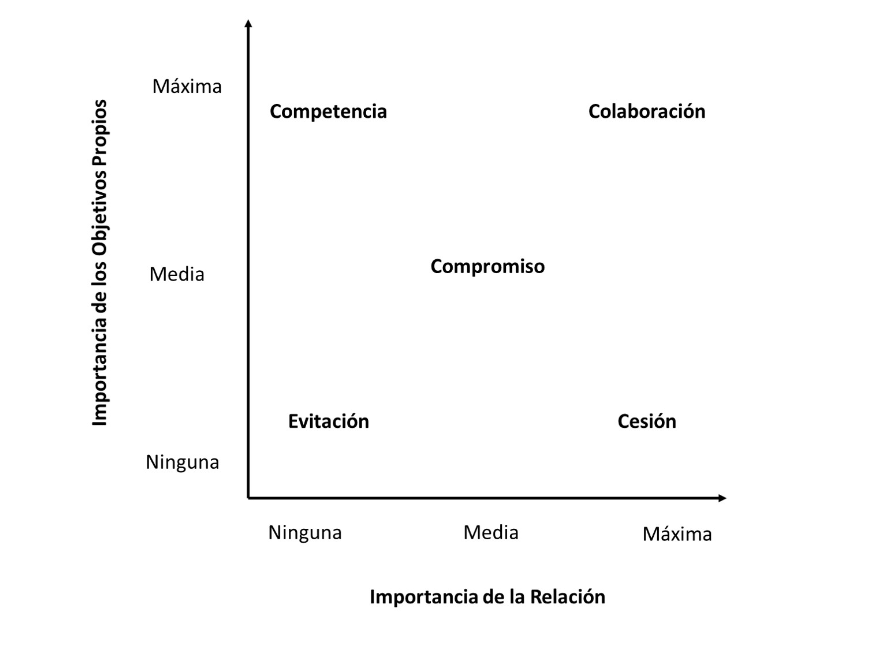 Máxima
Competencia
Colaboración
Importancia de los Objetivos Propios
Media
Compromiso
Evitación
Cesión
Ninguna
Ninguna
Media
Máxima
Importancia de la Relación